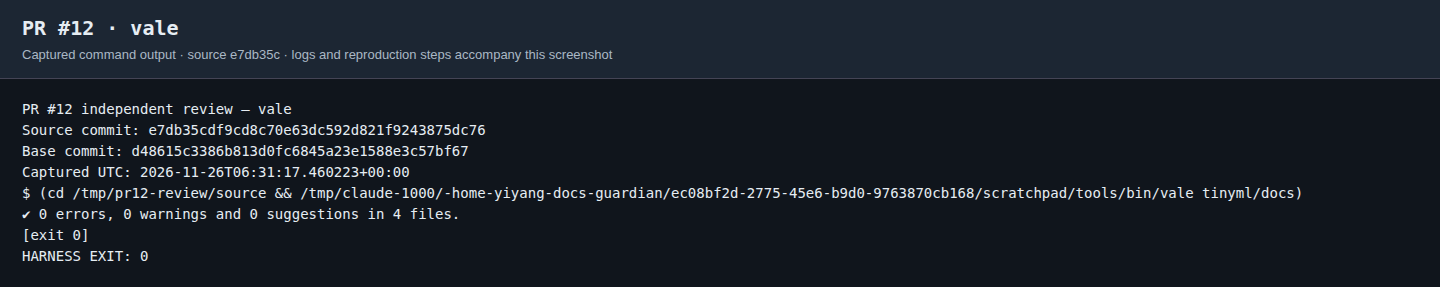 PR #12 · vale
Captured command output · source e7db35c · logs and reproduction steps accompany this screenshot
PR #12 independent review — vale
Source commit: e7db35cdf9cd8c70e63dc592d821f9243875dc76
Base commit: d48615c3386b813d0fc6845a23e1588e3c57bf67
Captured UTC: 2026-11-26T06:31:17.460223+00:00
$ (cd /tmp/pr12-review/source && /tmp/claude-1000/-home-yiyang-docs-guardian/ec08bf2d-2775-45e6-b9d0-9763870cb168/scratchpad/tools/bin/vale tinyml/docs)
✔ 0 errors, 0 warnings and 0 suggestions in 4 files.
[exit 0]
HARNESS EXIT: 0